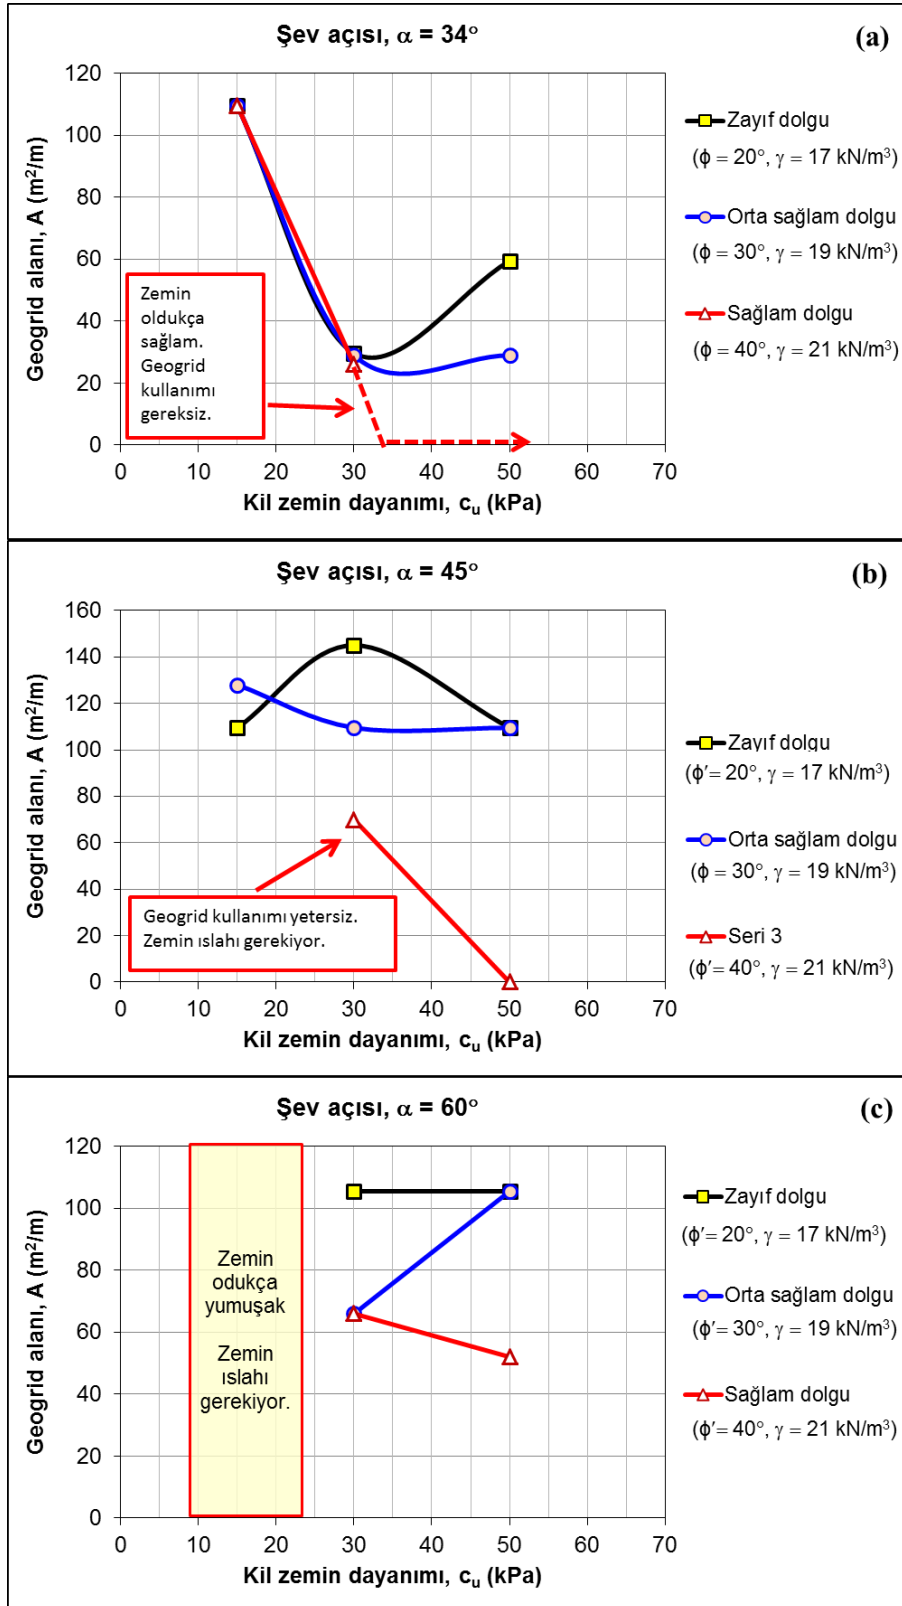 Şev açısı, α = 34°
(a)
Geogrid alanı, A (m²/m)
120
100
80
60
40
20
0
0 10 20 30 40 50 60 70
Kil zemin dayanımı, cᵤ (kPa)
Zemin
oldukça
sağlam.
Geogrid
kullanımı
gereksiz.
Zayıf dolgu
(ϕ = 20°, γ = 17 kN/m³)
Orta sağlam dolgu
(ϕ = 30°, γ = 19 kN/m³)
Sağlam dolgu
(ϕ = 40°, γ = 21 kN/m³)
Şev açısı, α = 45°
(b)
Geogrid alanı, A (m²/m)
160
140
120
100
80
60
40
20
0
0 10 20 30 40 50 60 70
Kil zemin dayanımı, cᵤ (kPa)
Geogrid kullanımı yetersiz.
Zemin ıslahı gerekiyor.
Zayıf dolgu
(ϕ′= 20°, γ = 17 kN/m³)
Orta sağlam dolgu
(ϕ = 30°, γ = 19 kN/m³)
Seri 3
(ϕ′= 40°, γ = 21 kN/m³)
Şev açısı, α = 60°
(c)
Geogrid alanı, A (m²/m)
120
100
80
60
40
20
0
0 10 20 30 40 50 60 70
Kil zemin dayanımı, cᵤ (kPa)
Zemin
odukça
yumuşak
Zemin
ıslahı
gerekiyor.
Zayıf dolgu
(ϕ′= 20°, γ = 17 kN/m³)
Orta sağlam dolgu
(ϕ′= 30°, γ = 19 kN/m³)
Sağlam dolgu
(ϕ′= 40°, γ = 21 kN/m³)